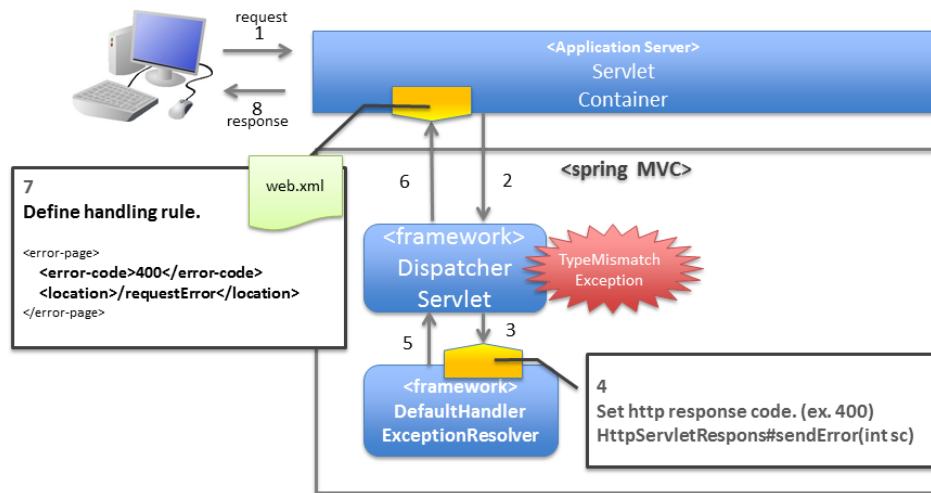 request
1
8
response
<Application Server>
Servlet
Container
<spring MVC>
6
2
web.xml
7
Define handling rule.
<error-page>
<error-code>400</error-code>
<location>/requestError</location>
</error-page>
<framework>
Dispatcher
Servlet
TypeMismatch
Exception
5
3
<framework>
DefaultHandler
ExceptionResolver
4
Set http response code. (ex. 400)
HttpServletRespons#sendError(int sc)